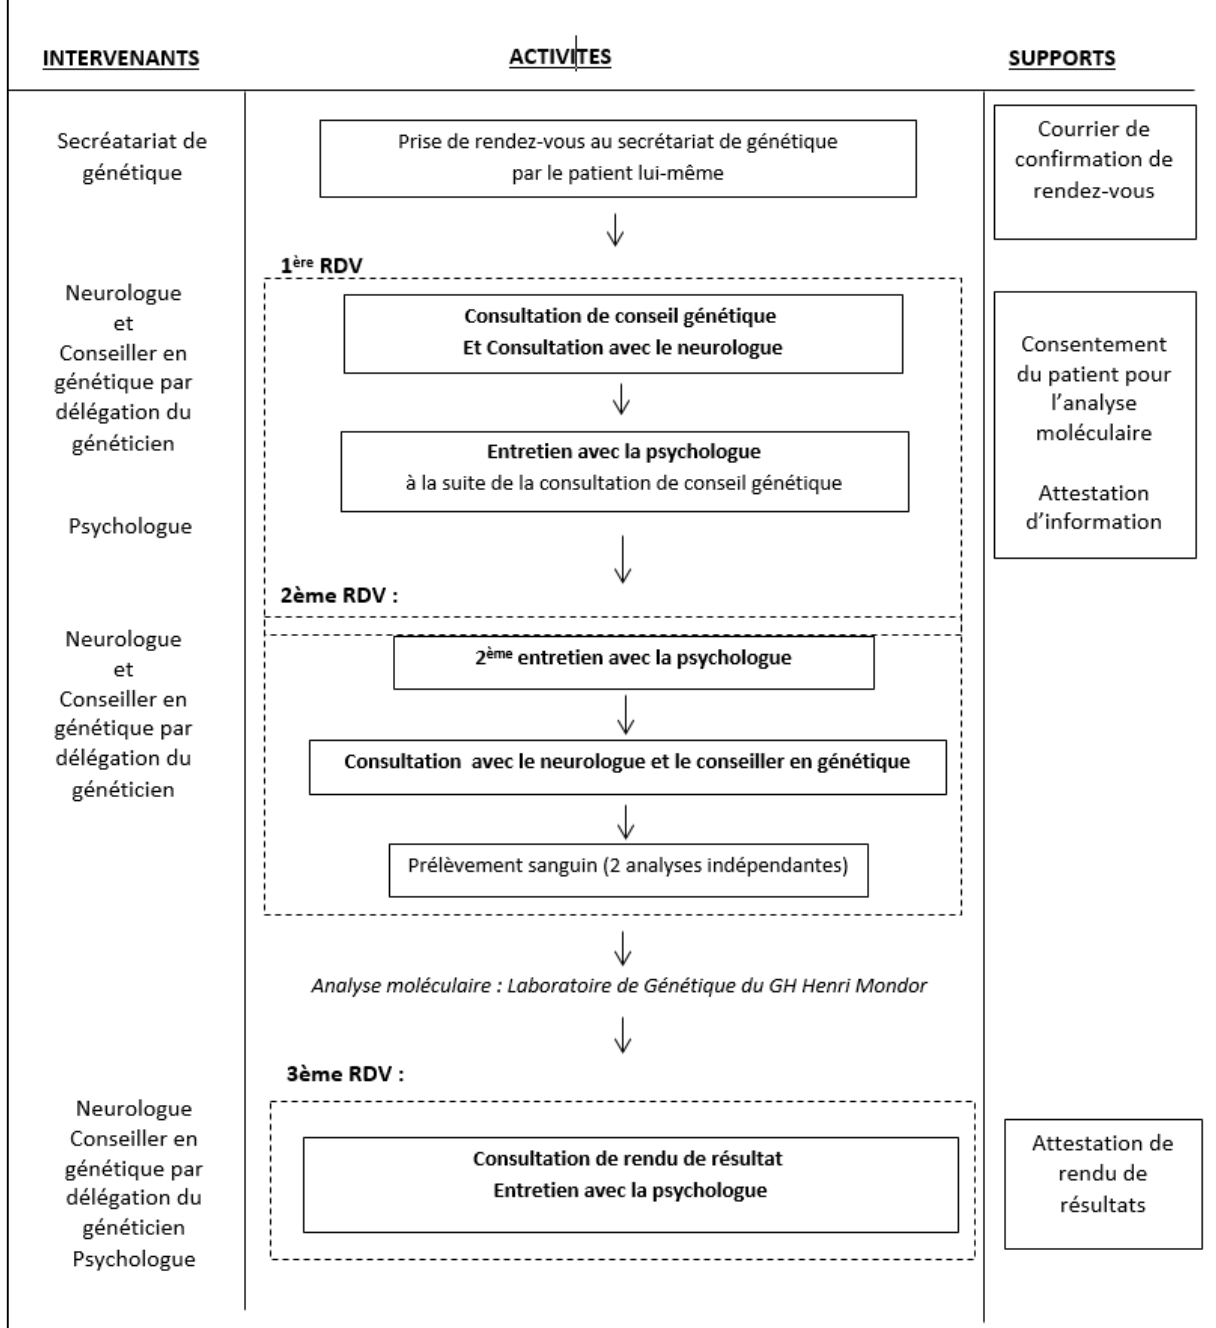 INTERVENANTS
ACTIVITES
SUPPORTS
Secréatariat de
génétique
Prise de rendez-vous au secrétariat de génétique
par le patient lui-même
Courrier de
confirmation de
rendez-vous
1ère RDV
Neurologue
et
Conseiller en
génétique par
délégation du
généticien
Psychologue
Consultation de conseil génétique
Et Consultation avec le neurologue
Entretien avec la psychologue
à la suite de la consultation de conseil génétique
Consentement
du patient pour
l’analyse
moléculaire
Attestation
d’information
2ème RDV :
Neurologue
et
Conseiller en
génétique par
délégation du
généticien
2ème entretien avec la psychologue
Consultation avec le neurologue et le conseiller en génétique
Prélèvement sanguin (2 analyses indépendantes)
Analyse moléculaire : Laboratoire de Génétique du GH Henri Mondor
3ème RDV :
Neurologue
Conseiller en
génétique par
délégation du
généticien
Psychologue
Consultation de rendu de résultat
Entretien avec la psychologue
Attestation de
rendu de
résultats